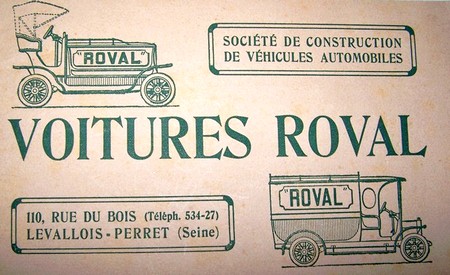 "ROVAL"
SOCIÉTÉ DE CONSTRUCTION
DE VÉHICULES AUTOMOBILES
VOITURES ROVAL
110, RUE DU BOIS (Téléph. 534-27)
LEVALLOIS-PERRET (Seine)
"ROVAL"